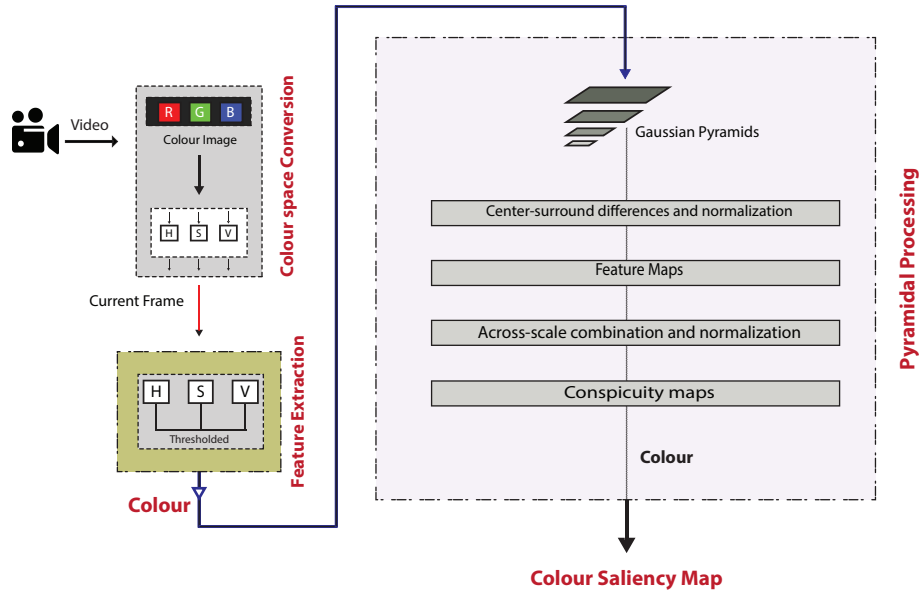 Video
R G B
Colour Image
H S V
Colour space Conversion
Current Frame
H S V
Thresholded
Feature Extraction
Colour
Gaussian Pyramids
Center-surround differences and normalization
Feature Maps
Across-scale combination and normalization
Conspicuity maps
Colour
Pyramidal Processing
Colour Saliency Map